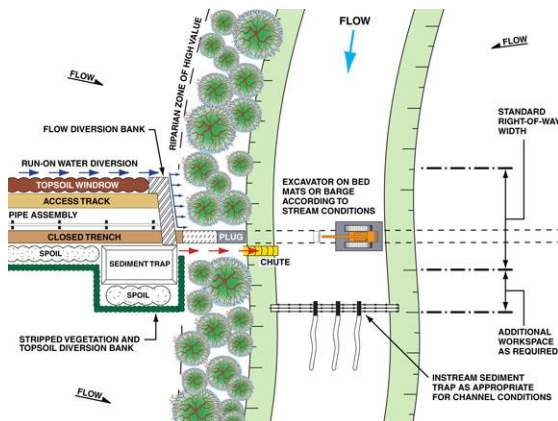 FLOW
FLOW
FLOW
RIPARIAN ZONE OF HIGH VALUE
FLOW DIVERSION BANK
STANDARD
RIGHT-OF-WAY
WIDTH
RUN-ON WATER DIVERSION
TOPSOIL WINDROW
ACCESS TRACK
PIPE ASSEMBLY
CLOSED TRENCH
EXCAVATOR ON BED
MATS OR BARGE
ACCORDING TO
STREAM CONDITIONS
PLUG
SPOIL
SEDIMENT TRAP
CHUTE
SPOIL
STRIPPED VEGETATION AND
TOPSOIL DIVERSION BANK
ADDITIONAL
WORKSPACE
AS REQUIRED
INSTREAM SEDIMENT
TRAP AS APPROPRIATE
FOR CHANNEL CONDITIONS
FLOW